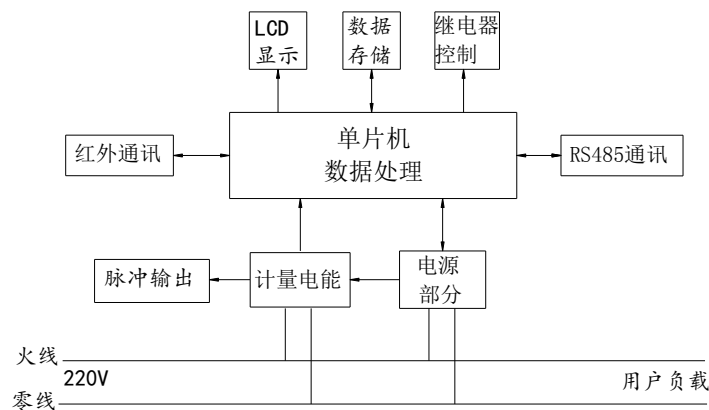 LCD
显示
数据
存储
继电器
控制
单片机
数据处理
红外通讯
RS485通讯
脉冲输出
计量电能
电源
部分
火线
220V
用户负载
零线